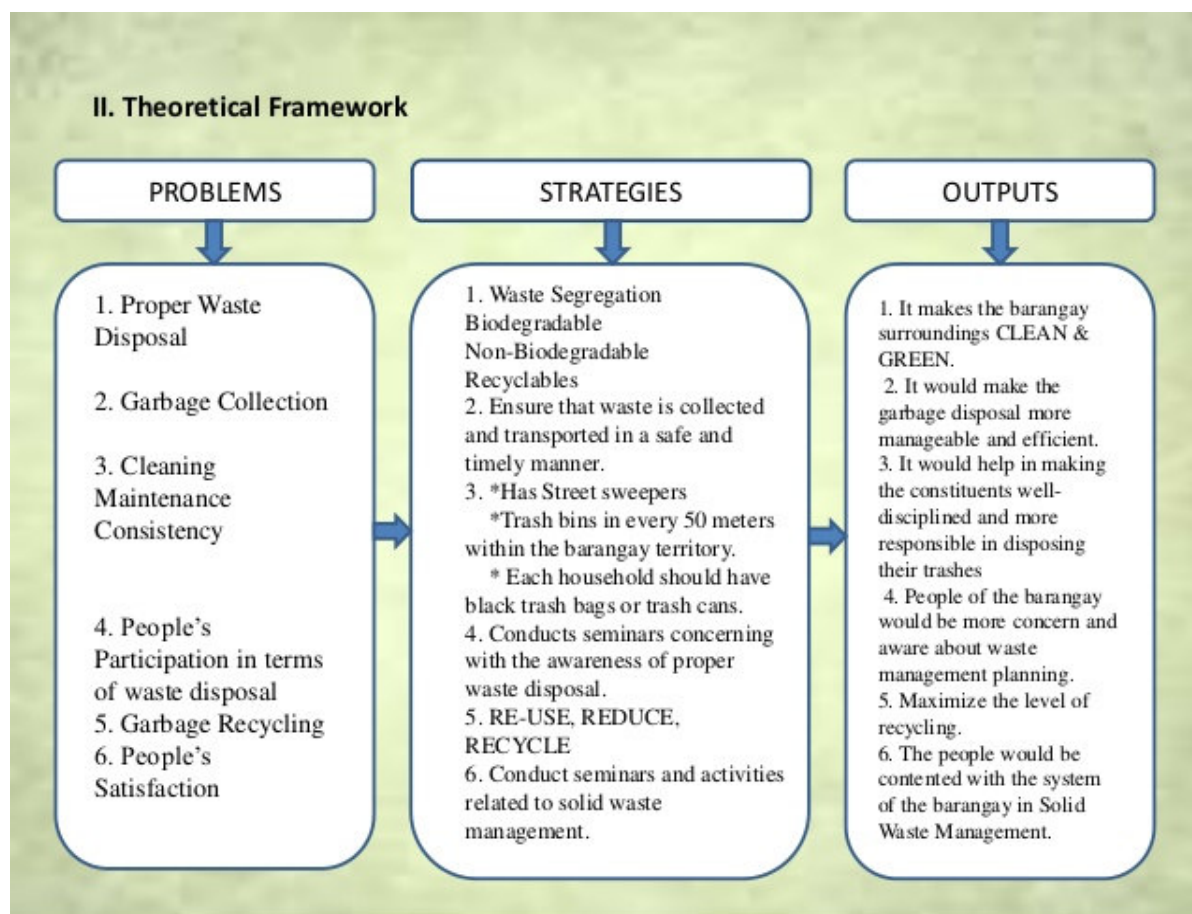 II. Theoretical Framework
PROBLEMS
1. Proper Waste
Disposal
2. Garbage Collection
3. Cleaning
Maintenance
Consistency
4. People’s
Participation in terms
of waste disposal
5. Garbage Recycling
6. People’s
Satisfaction
STRATEGIES
1. Waste Segregation
Biodegradable
Non-Biodegradable
Recyclables
2. Ensure that waste is collected
and transported in a safe and
timely manner.
3. *Has Street sweepers
*Trash bins in every 50 meters
within the barangay territory.
* Each household should have
black trash bags or trash cans.
4. Conducts seminars concerning
with the awareness of proper
waste disposal.
5. RE-USE, REDUCE,
RECYCLE
6. Conduct seminars and activities
related to solid waste
management.
OUTPUTS
1. It makes the barangay
surroundings CLEAN &
GREEN.
2. It would make the
garbage disposal more
manageable and efficient.
3. It would help in making
the constituents well-
disciplined and more
responsible in disposing
their trashes
4. People of the barangay
would be more concern and
aware about waste
management planning.
5. Maximize the level of
recycling.
6. The people would be
contented with the system
of the barangay in Solid
Waste Management.